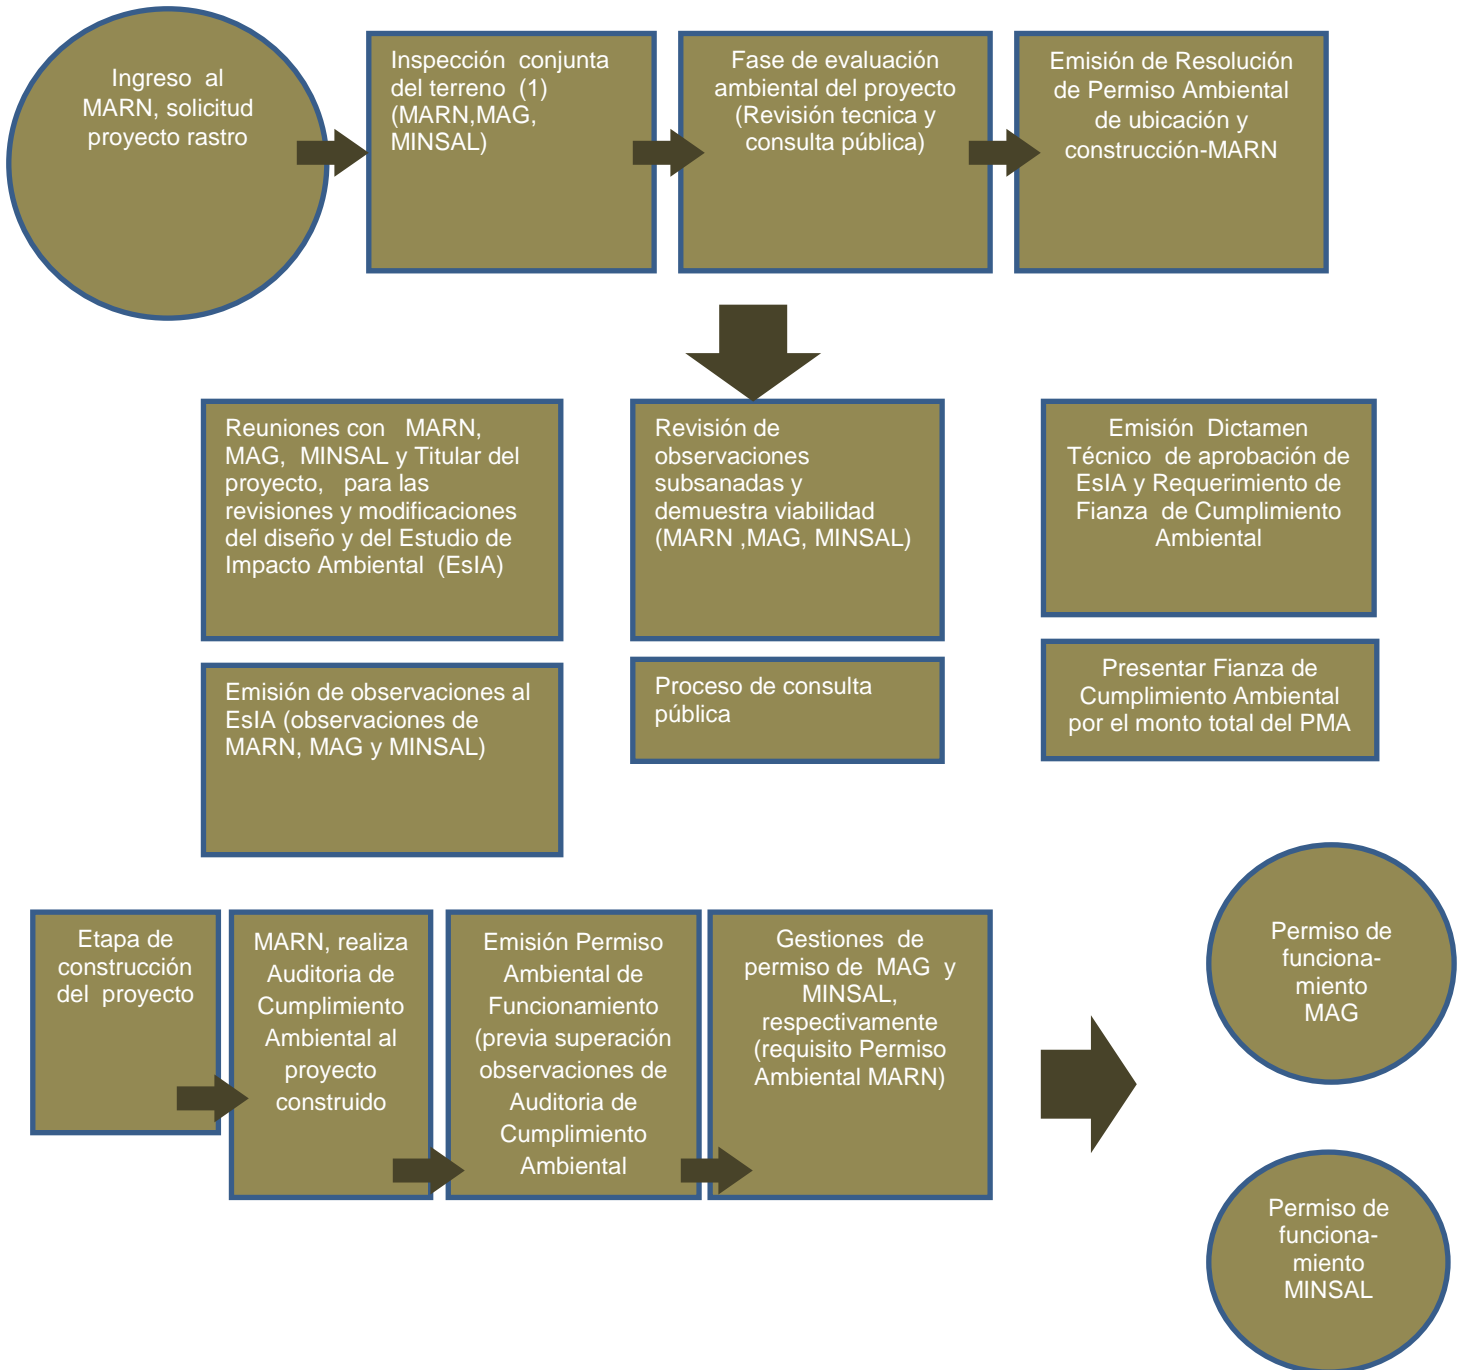 Ingreso al
MARN, solicitud
proyecto rastro
Inspección conjunta
del terreno (1)
(MARN,MAG,
MINSAL)
Fase de evaluación
ambiental del proyecto
(Revisión tecnica y
consulta pública)
Emisión de Resolución
de Permiso Ambiental
de ubicación y
construcción-MARN
Reuniones con MARN,
MAG, MINSAL y Titular del
proyecto, para las
revisiones y modificaciones
del diseño y del Estudio de
Impacto Ambiental (EsIA)
Revisión de
observaciones
subsanadas y
demuestra viabilidad
(MARN ,MAG, MINSAL)
Emisión Dictamen
Técnico de aprobación de
EsIA y Requerimiento de
Fianza de Cumplimiento
Ambiental
Emisión de observaciones al
EsIA (observaciones de
MARN, MAG y MINSAL)
Proceso de consulta
pública
Presentar Fianza de
Cumplimiento Ambiental
por el monto total del PMA
Etapa de
construcción
del proyecto
MARN, realiza
Auditoria de
Cumplimiento
Ambiental al
proyecto
construido
Emisión Permiso
Ambiental de
Funcionamiento
(previa superación
observaciones de
Auditoria de
Cumplimiento
Ambiental
Gestiones de
permiso de MAG y
MINSAL,
respectivamente
(requisito Permiso
Ambiental MARN)
Permiso de
funciona-
miento
MAG
Permiso de
funciona-
miento
MINSAL